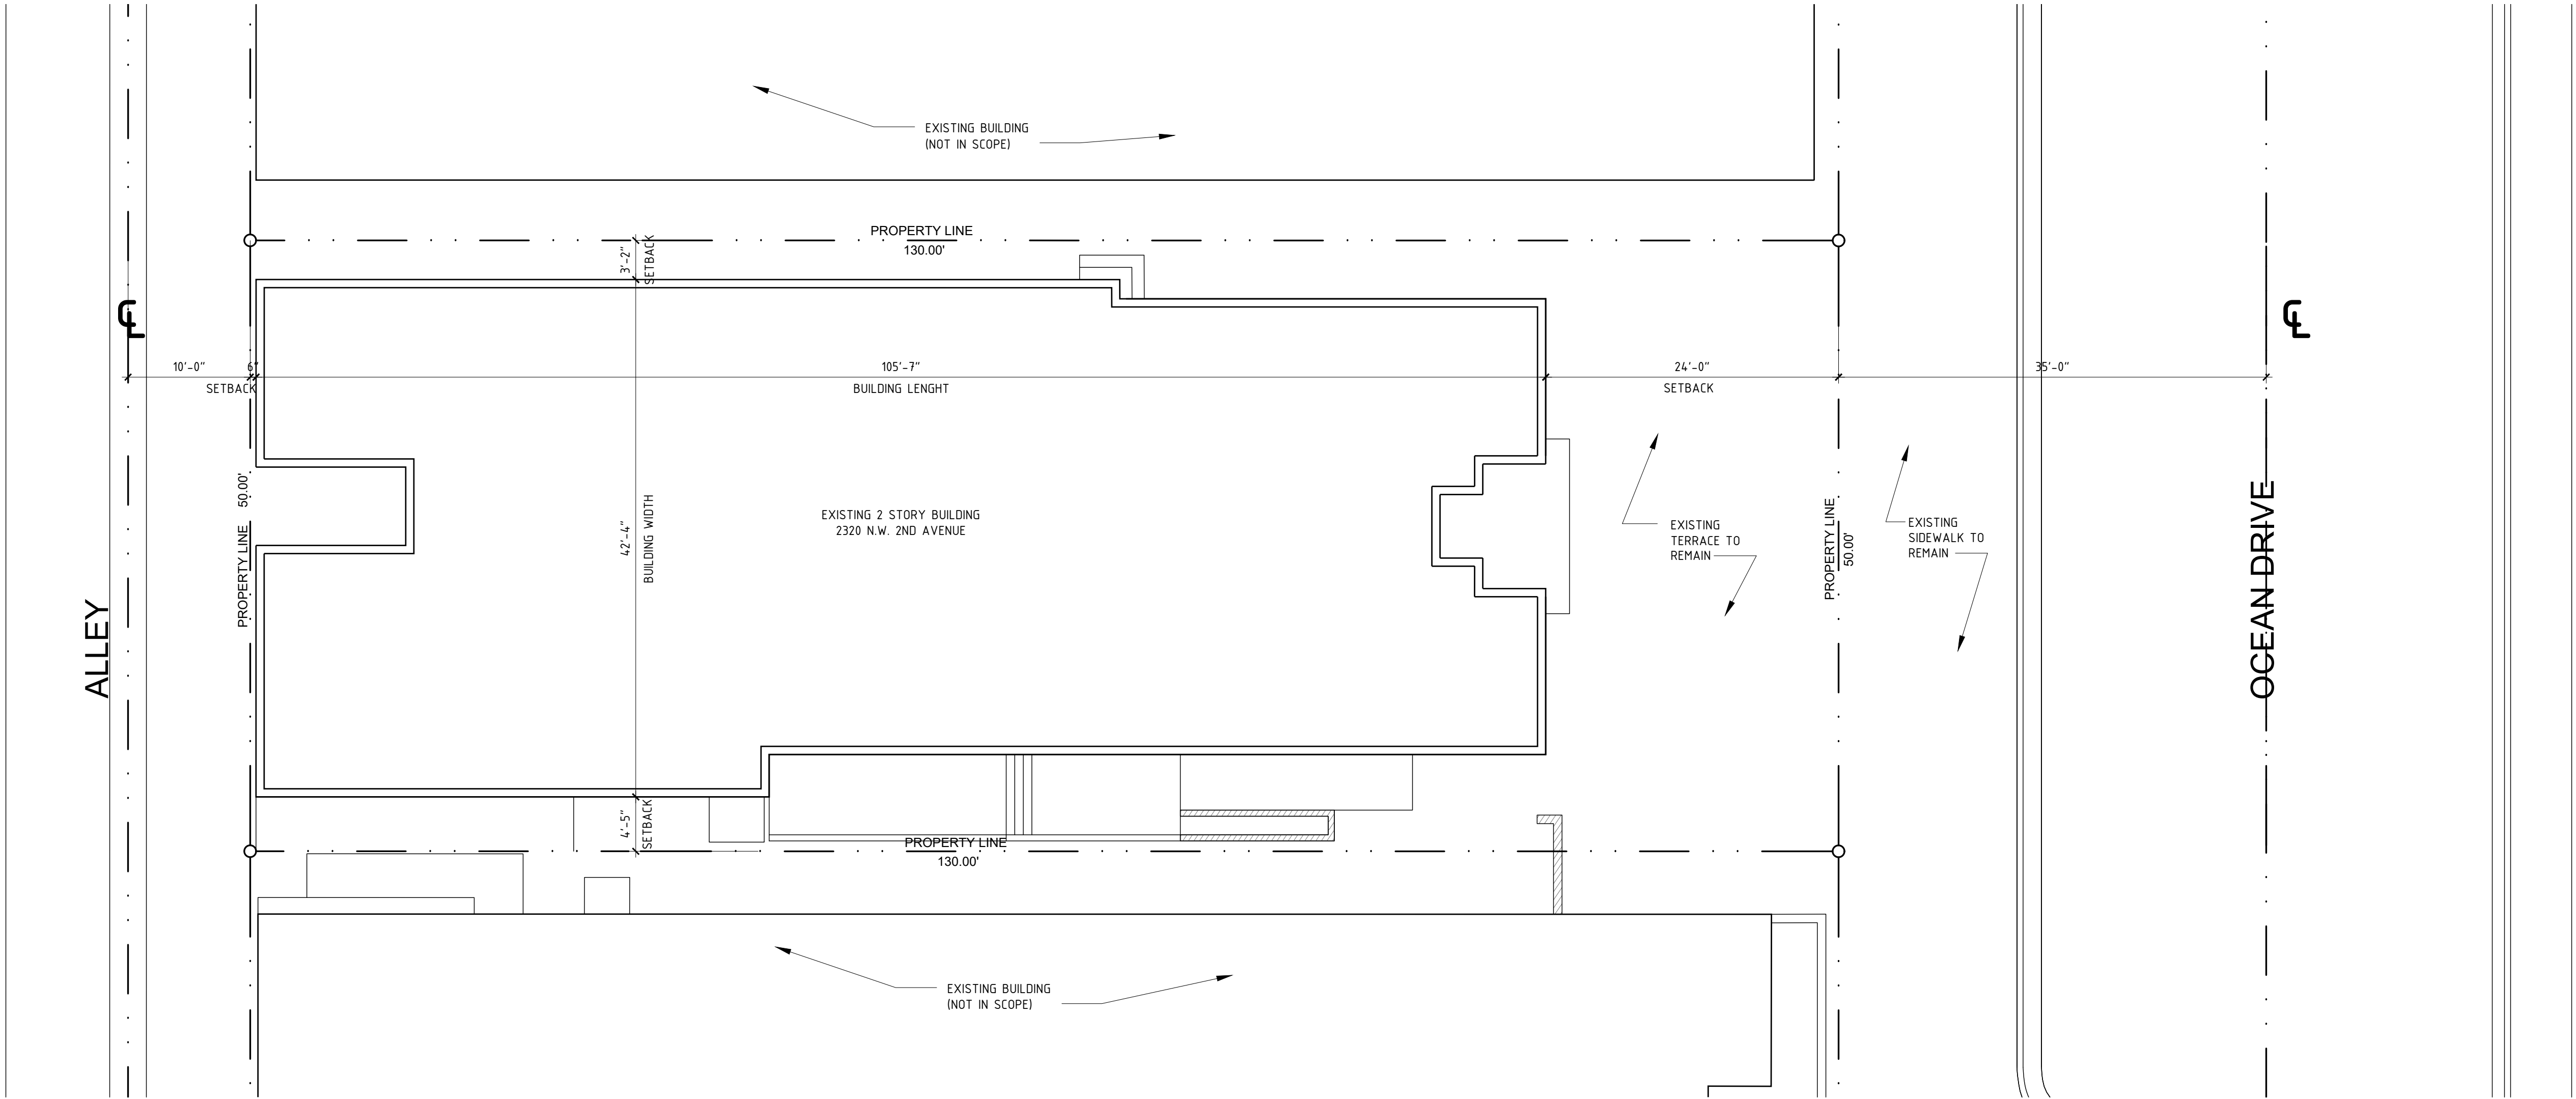 EXISTING BUILDING
(NOT IN SCOPE)
PROPERTY LINE
130.00'
3'-2"
SETBACK
CL
CL
10'-0"
6"
SETBACK
105'-7"
BUILDING LENGHT
24'-0"
SETBACK
35'-0"
PROPERTY LINE 50.00'
42'-4"
BUILDING WIDTH
EXISTING 2 STORY BUILDING
2320 N.W. 2ND AVENUE
EXISTING
TERRACE TO
REMAIN
PROPERTY LINE
50.00'
EXISTING
SIDEWALK TO
REMAIN
ALLEY
OCEAN DRIVE
4'-5"
SETBACK
PROPERTY LINE
130.00'
EXISTING BUILDING
(NOT IN SCOPE)